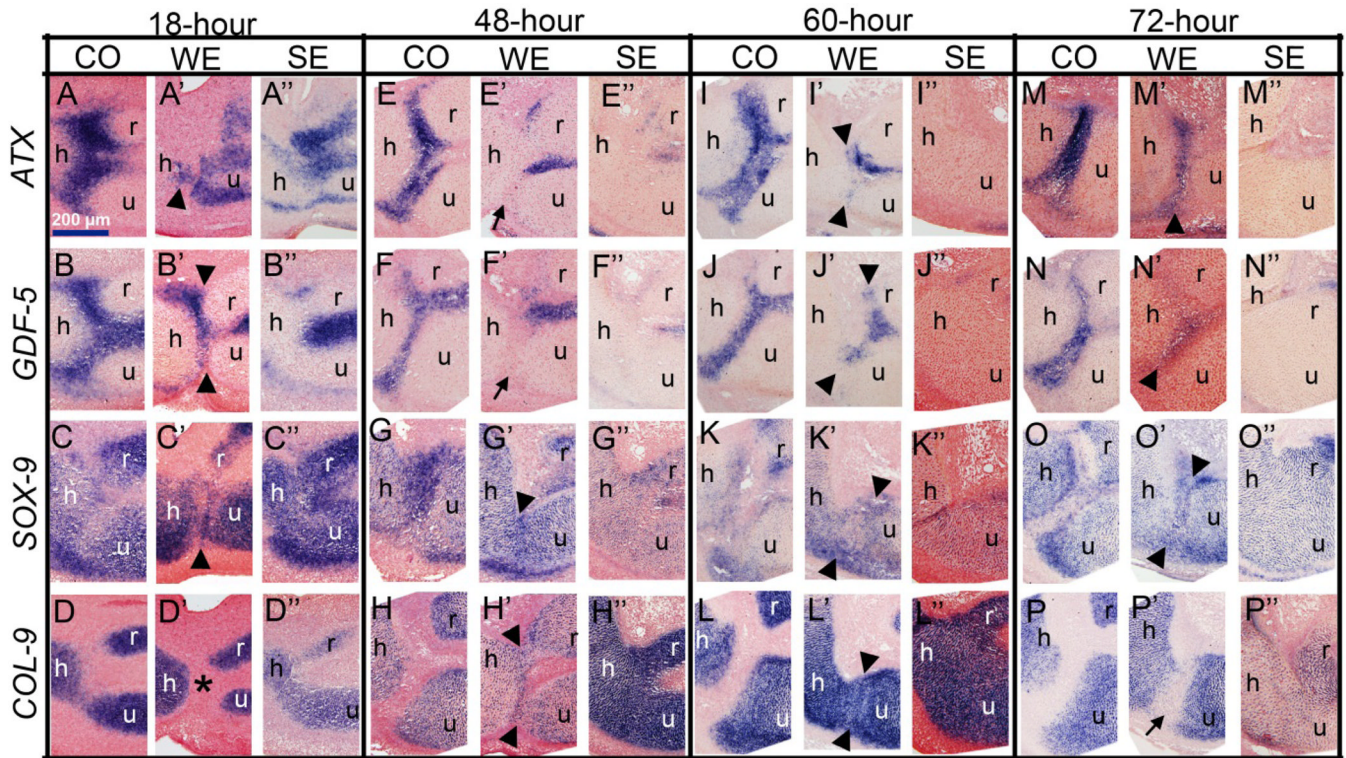 18-hour 48-hour 60-hour 72-hour
CO WE SE CO WE SE CO WE SE CO WE SE
ATX
A A’ A’’ E E’ E’’ I I’ I’’ M M’ M’’
r r r r r r r
h h h h h h h h h h h h
u u u u u u u u u u u u
200 µm
GDF-5
B B’ B’’ F F’ F’’ J J’ J’’ N N’ N’’
r r r r r r r r r r
h h h h h h h h h h h h
u u u u u u u u u u u u
SOX-9
C C’ C’’ G G’ G’’ K K’ K’’ O O’ O’’
r r r r r r r
h h h h h h h h h h h h
u u u u u u u u u u u u
COL-9
D D’ D’’ H H’ H’’ L L’ L’’ P P’ P’’
r r r r r r r r r r
h h h h h h h h h h h h
*
u u u u u u u u u u u u